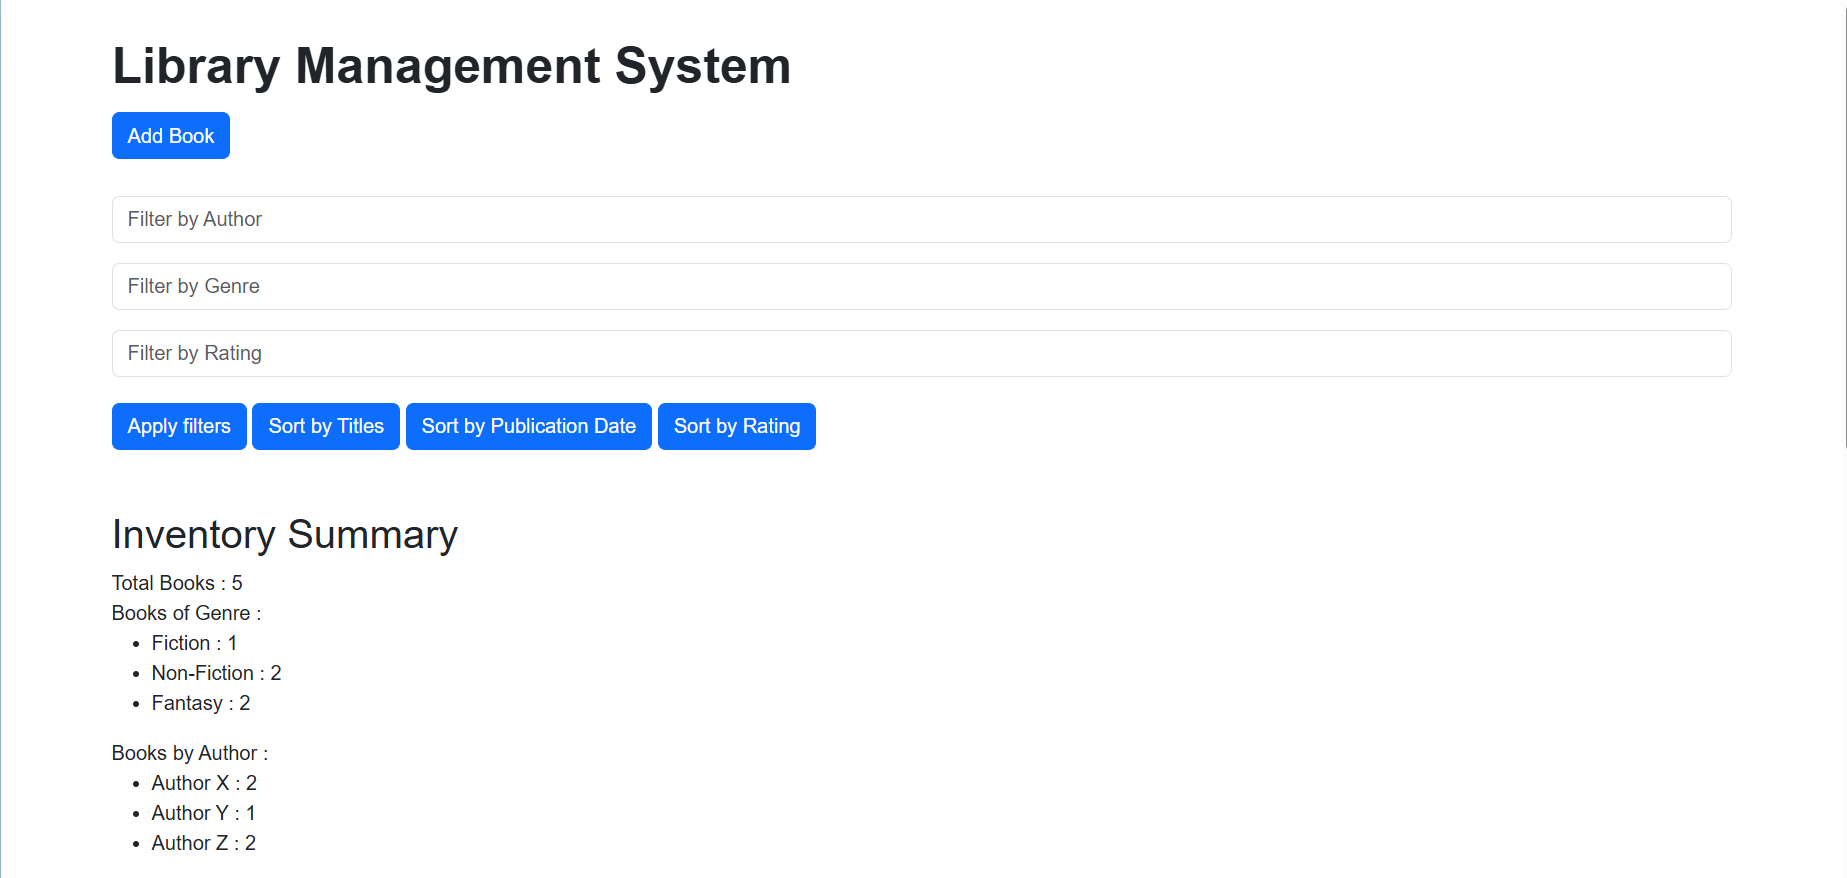 Library Management System
Add Book
Filter by Author
Filter by Genre
Filter by Rating
Apply filters Sort by Titles Sort by Publication Date Sort by Rating
Inventory Summary
Total Books : 5
Books of Genre :
• Fiction : 1
• Non-Fiction : 2
• Fantasy : 2
Books by Author :
• Author X : 2
• Author Y : 1
• Author Z : 2